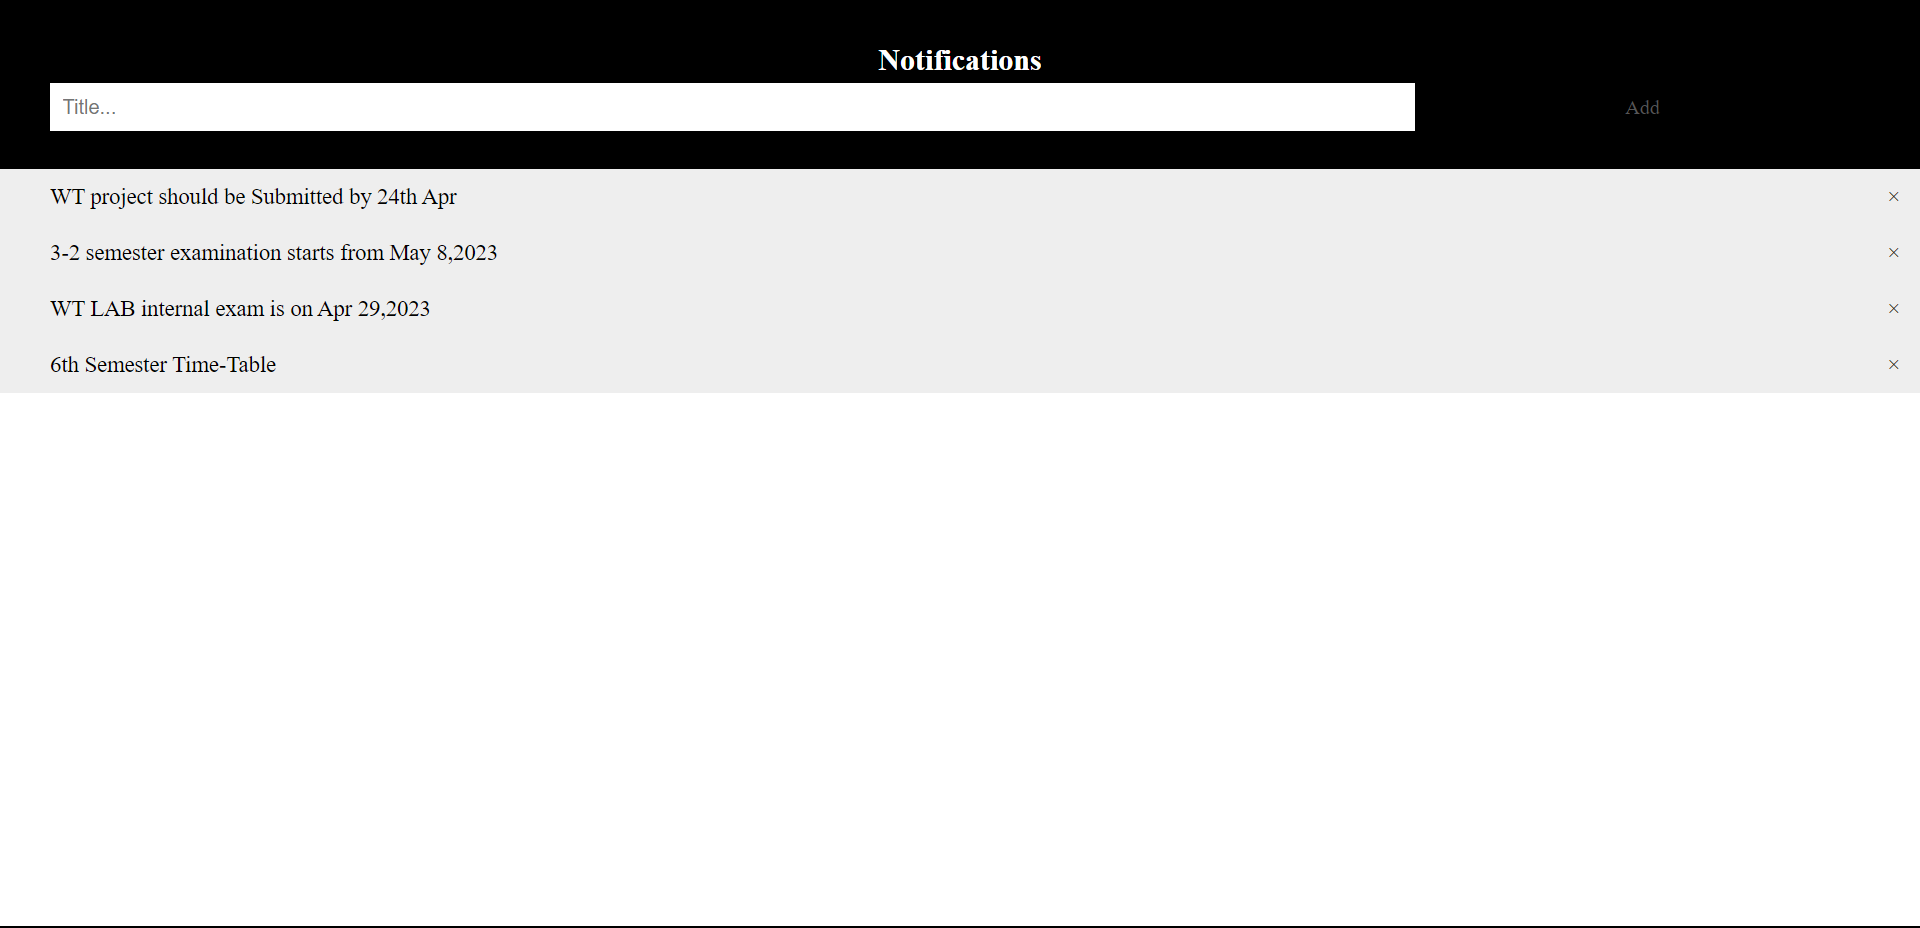 Notifications
Title...
Add
WT project should be Submitted by 24th Apr ×
3-2 semester examination starts from May 8,2023 ×
WT LAB internal exam is on Apr 29,2023 ×
6th Semester Time-Table ×